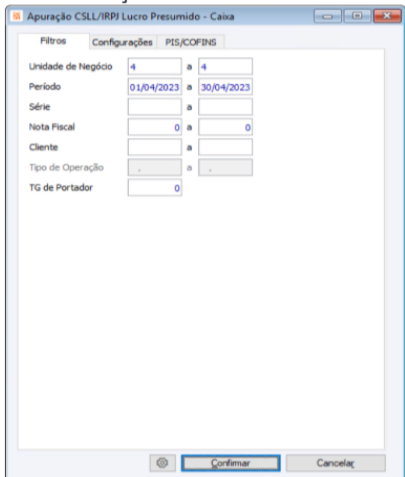 Apuração CSLL/IRPJ Lucro Presumido - Caixa
Filtros Configurações PIS/COFINS
Unidade de Negócio 4 a 4
Período 01/04/2023 a 30/04/2023
Série a
Nota Fiscal 0 a 0
Cliente a
Tipo de Operação . a .
TG de Portador 0
Confirmar Cancelar